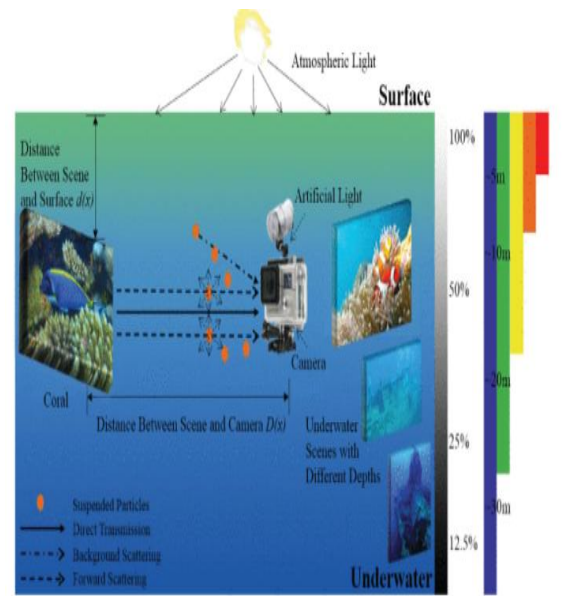 Atmospheric Light
Surface
Distance
Between Scene
and Surface d(x)
Artificial Light
Camera
Coral
Distance Between Scene and Camera D(x)
Underwater
Scenes with
Different Depths
Suspended Particles
Direct Transmission
Background Scattering
Forward Scattering
Underwater
100%
50%
25%
12.5%
-5m
-10m
-20m
-30m